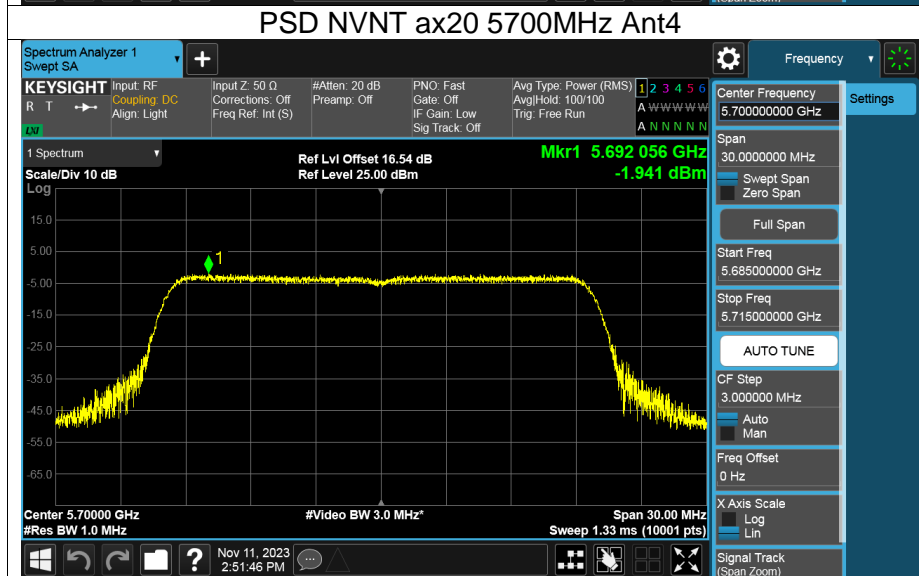 (Span Zoom)
PSD NVNT ax20 5700MHz Ant4
Spectrum Analyzer 1
Swept SA
+
Frequency
KEYSIGHT
R T
LXI
Input: RF
Coupling: DC
Align: Light
Input Z: 50 Ω
Corrections: Off
Freq Ref: Int (S)
#Atten: 20 dB
Preamp: Off
PNO: Fast
Gate: Off
IF Gain: Low
Sig Track: Off
Avg Type: Power (RMS)
Avg|Hold: 100/100
Trig: Free Run
1 2 3 4 5 6
A W W W W W
A N N N N N
Center Frequency
5.700000000 GHz
Settings
Span
30.0000000 MHz
Swept Span
Zero Span
Full Span
Start Freq
5.685000000 GHz
Stop Freq
5.715000000 GHz
AUTO TUNE
CF Step
3.000000 MHz
Auto
Man
Freq Offset
0 Hz
X Axis Scale
Log
Lin
Signal Track
(Span Zoom)
1 Spectrum
Scale/Div 10 dB
Log
Ref Lvl Offset 16.54 dB
Ref Level 25.00 dBm
Mkr1 5.692 056 GHz
-1.941 dBm
15.0
5.00
1
-5.00
-15.0
-25.0
-35.0
-45.0
-55.0
-65.0
Center 5.70000 GHz
#Res BW 1.0 MHz
#Video BW 3.0 MHz*
Span 30.00 MHz
Sweep 1.33 ms (10001 pts)
?
Nov 11, 2023
2:51:46 PM